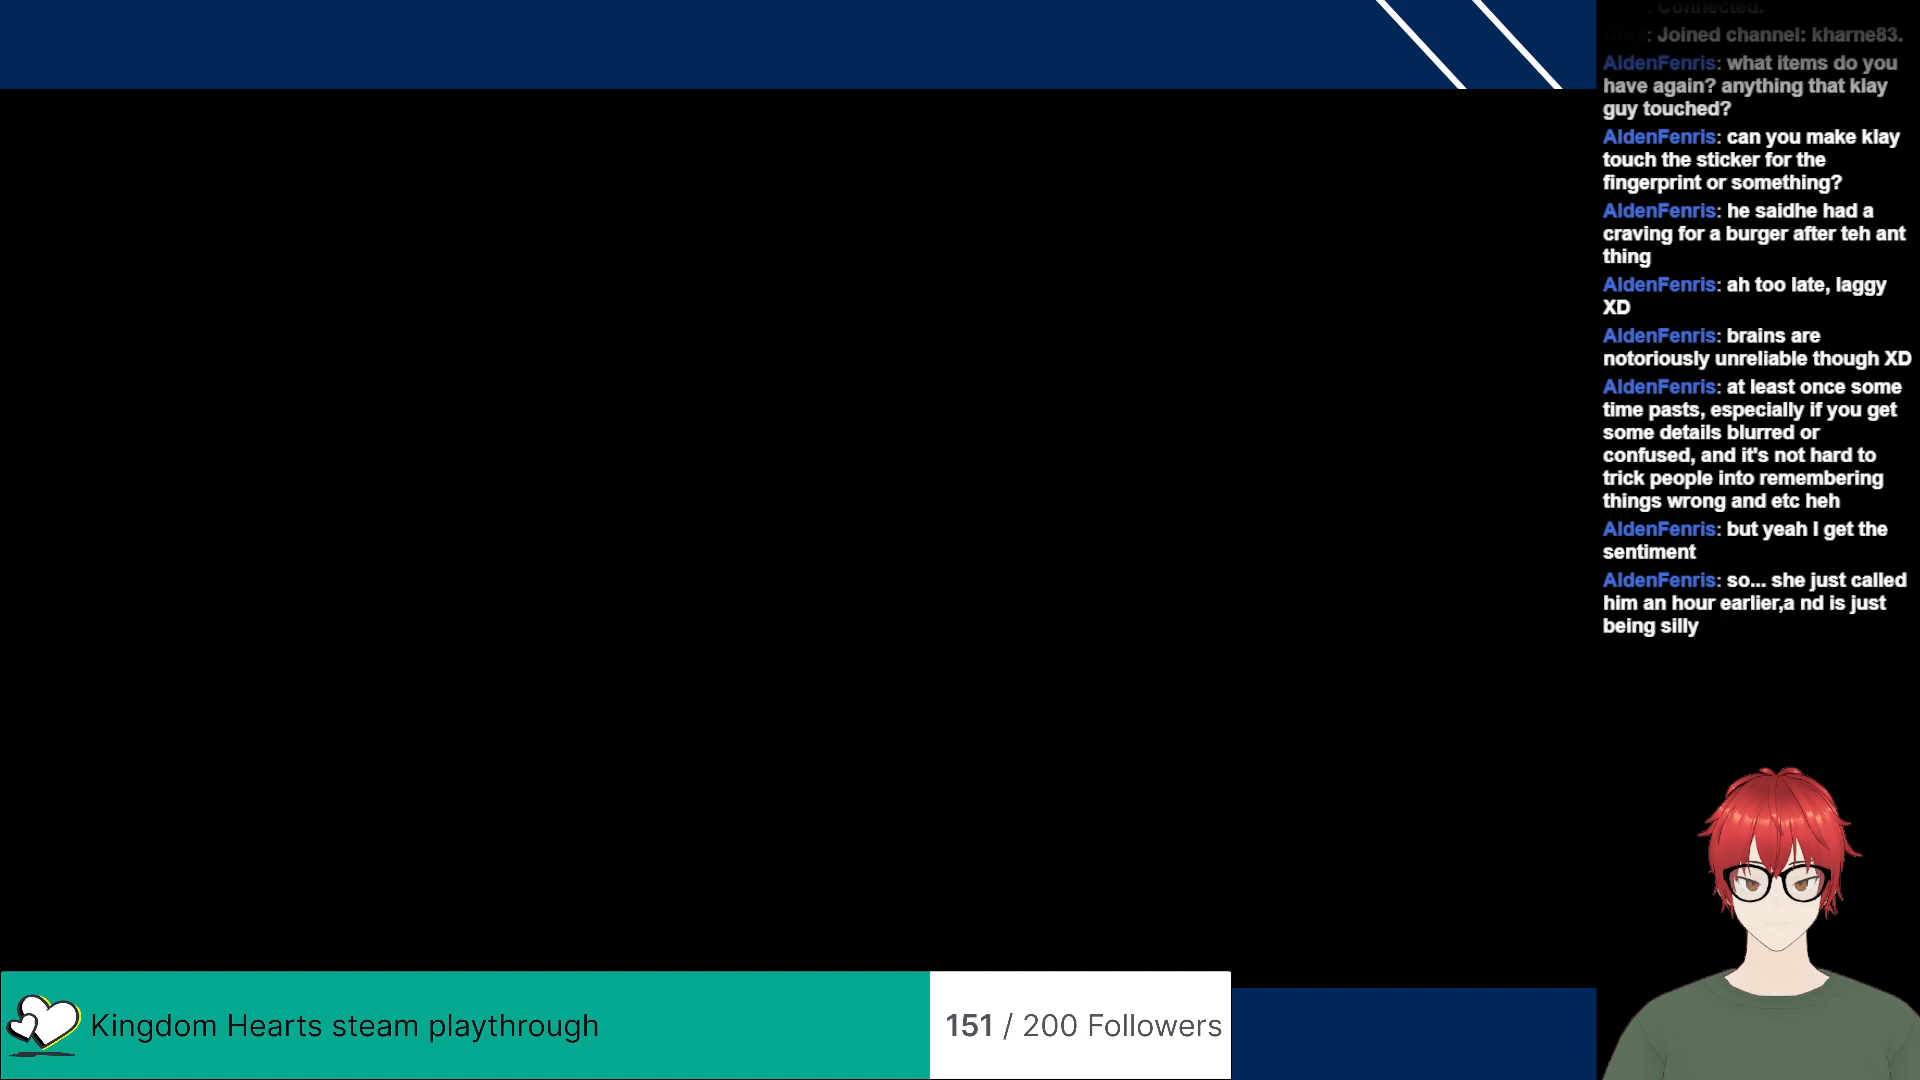 : Connected.
: Joined channel: kharne83.
AldenFenris: what items do you
have again? anything that klay
guy touched?
AldenFenris: can you make klay
touch the sticker for the
fingerprint or something?
AldenFenris: he saidhe had a
craving for a burger after teh ant
thing
AldenFenris: ah too late, laggy
XD
AldenFenris: brains are
notoriously unreliable though XD
AldenFenris: at least once some
time pasts, especially if you get
some details blurred or
confused, and it's not hard to
trick people into remembering
things wrong and etc heh
AldenFenris: but yeah I get the
sentiment
AldenFenris: so... she just called
him an hour earlier,a nd is just
being silly
Kingdom Hearts steam playthrough
151 / 200 Followers